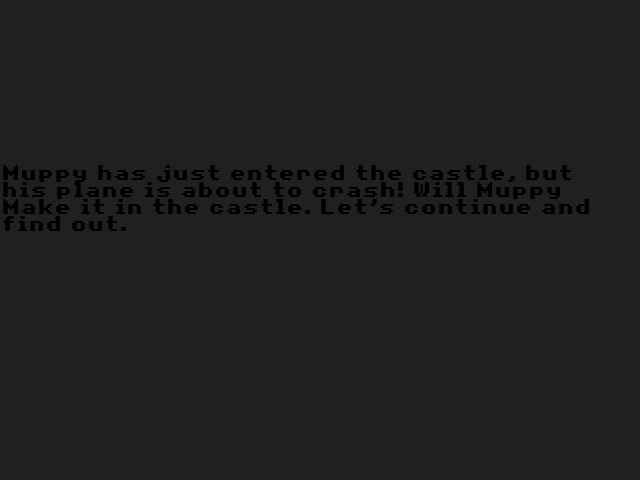 Muppy has just entered the castle, but
his plane is about to crash! Will Muppy
Make it in the castle. Let's continue and
find out.